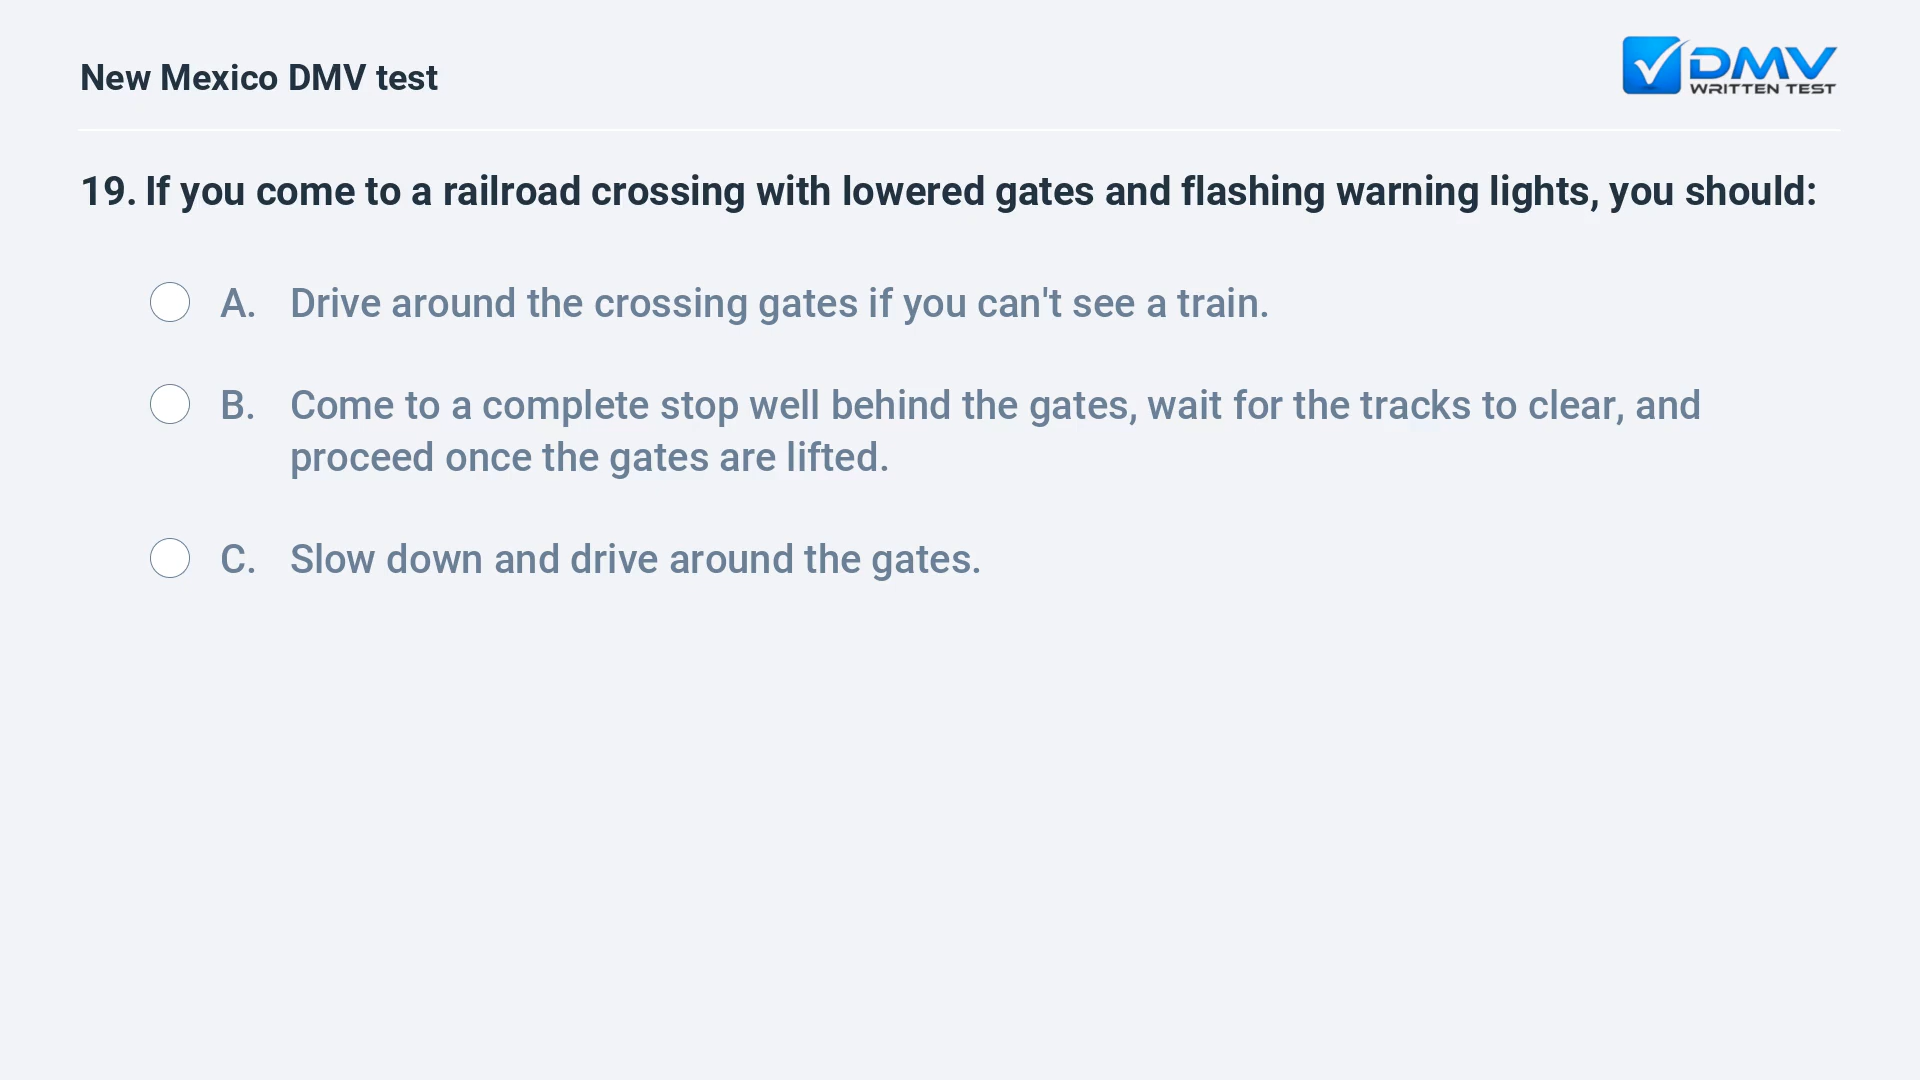 New Mexico DMV test
DMV
WRITTEN TEST
19. If you come to a railroad crossing with lowered gates and flashing warning lights, you should:
A. Drive around the crossing gates if you can't see a train.
B. Come to a complete stop well behind the gates, wait for the tracks to clear, and
proceed once the gates are lifted.
C. Slow down and drive around the gates.